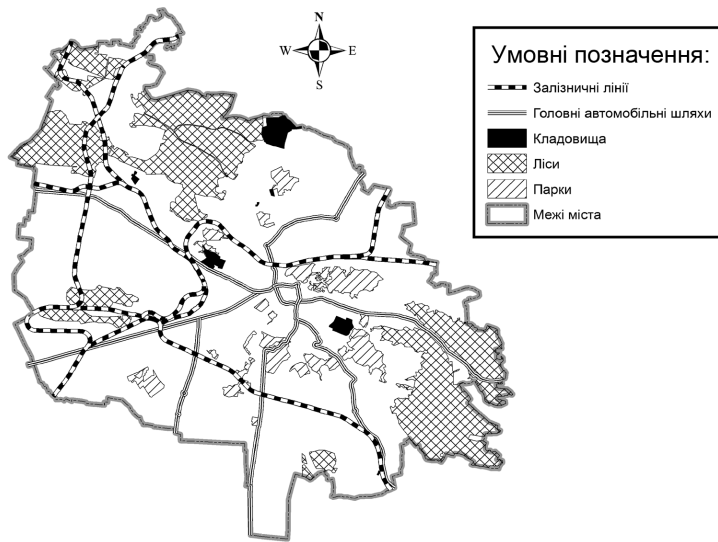 N
W E
S
Умовні позначення:
Залізничні лінії
Головні автомобільні шляхи
Кладовища
Ліси
Парки
Межі міста